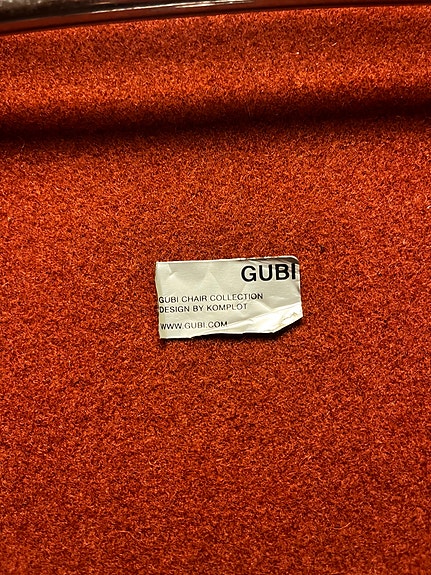 GUBI
GUBI CHAIR COLLECTION
DESIGN BY KOMPLOT
WWW.GUBI.COM